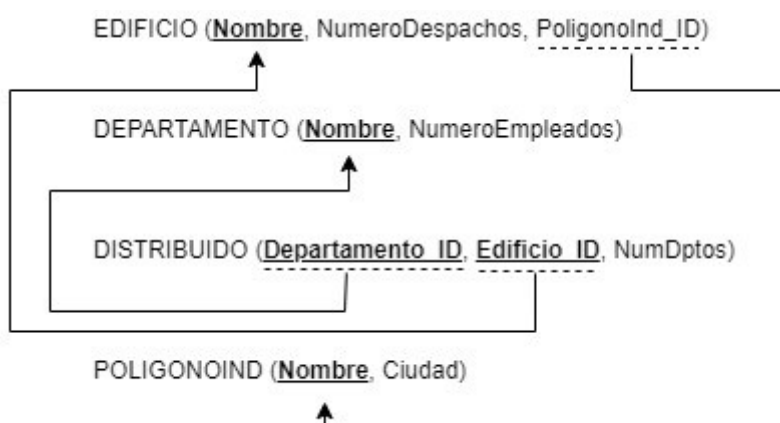 EDIFICIO (Nombre, NumeroDespachos, PoligonoInd_ID)
DEPARTAMENTO (Nombre, NumeroEmpleados)
DISTRIBUIDO (Departamento_ID, Edificio_ID, NumDptos)
POLIGONOIND (Nombre, Ciudad)